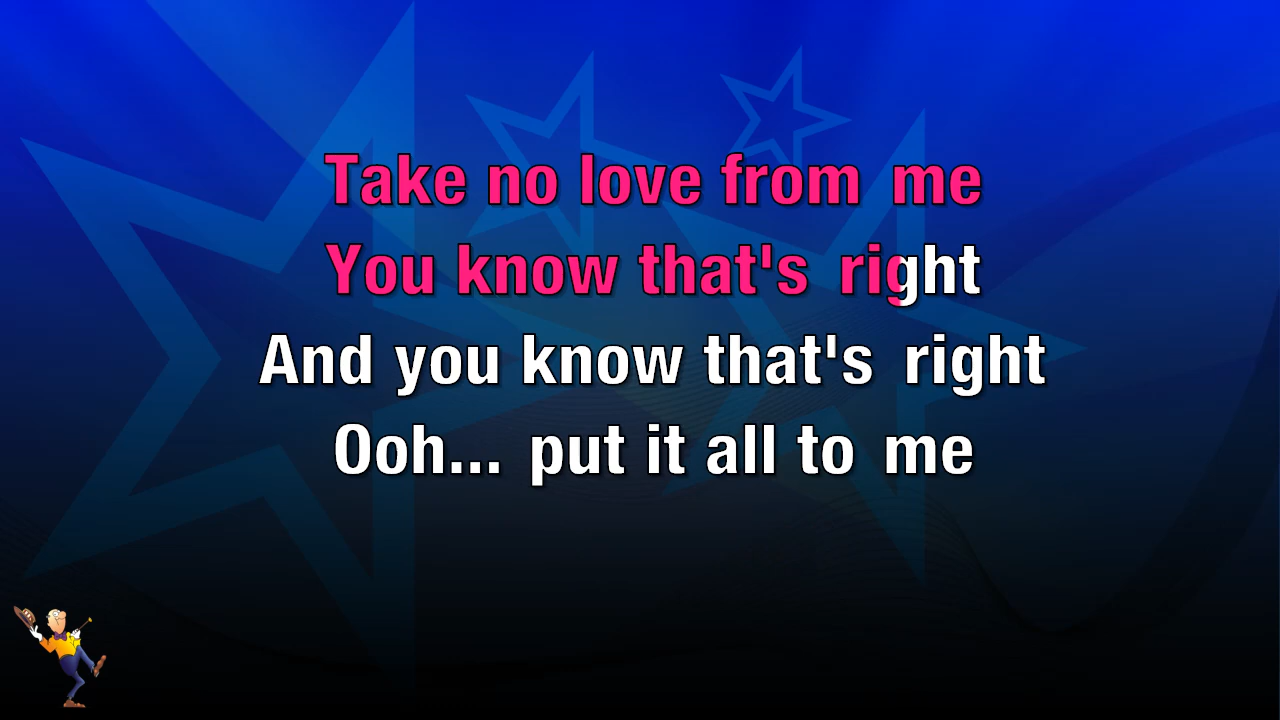 Take no love from me
You know that's right
And you know that's right
Ooh... put it all to me